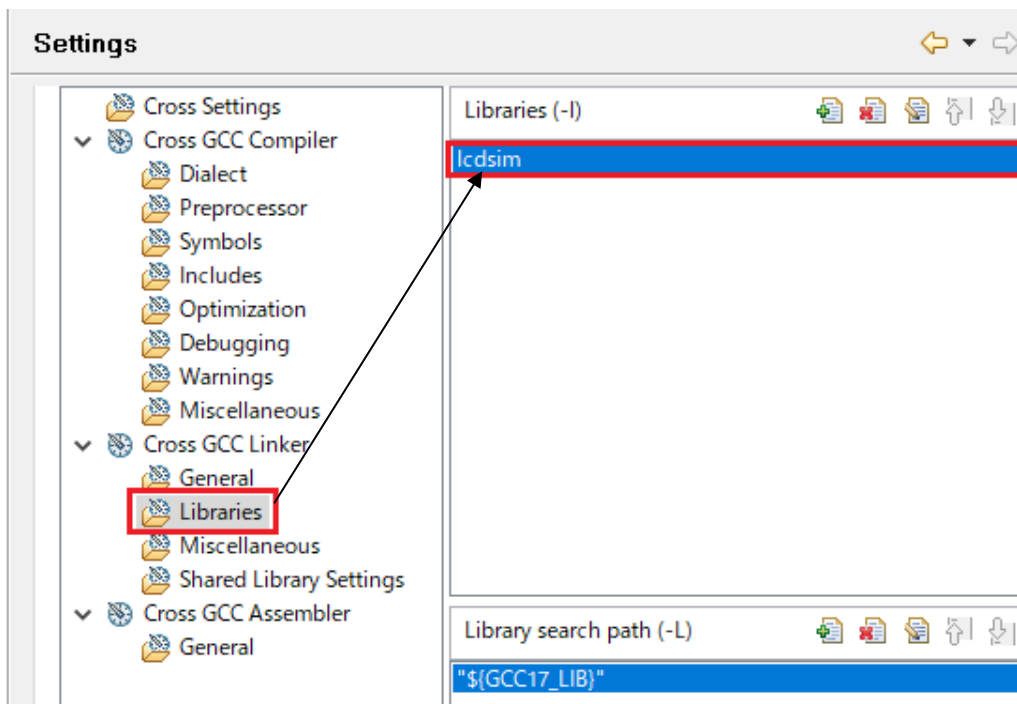 Settings
Cross Settings
Cross GCC Compiler
Dialect
Preprocessor
Symbols
Includes
Optimization
Debugging
Warnings
Miscellaneous
Cross GCC Linker
General
Libraries
Miscellaneous
Shared Library Settings
Cross GCC Assembler
General
Libraries (-l)
lcdsim
Library search path (-L)
"${GCC17_LIB}"